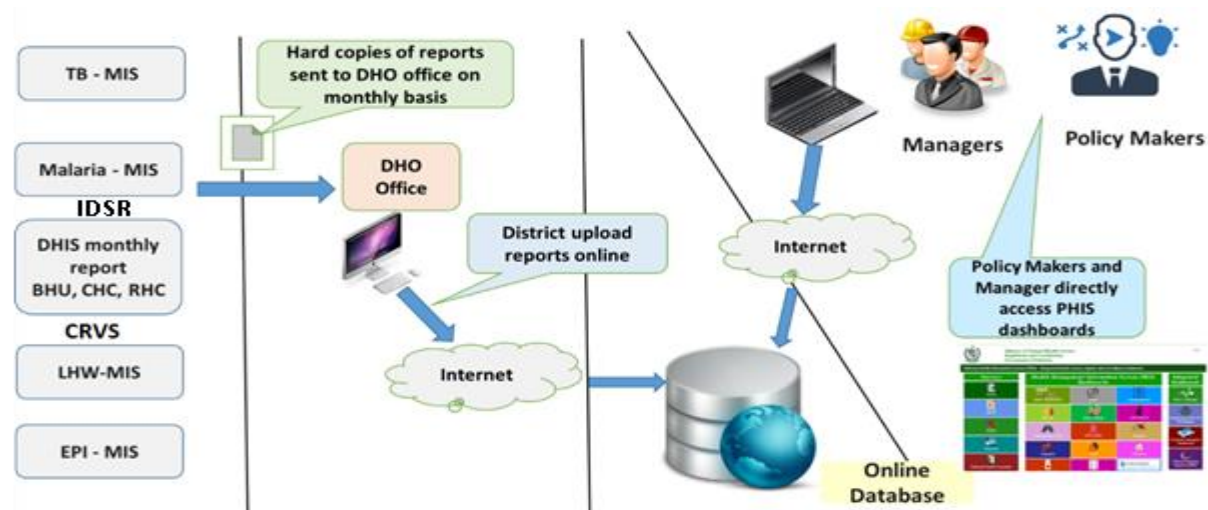 TB - MIS
Malaria - MIS
IDSR
DHIS monthly
report
BHU, CHC, RHC
CRVS
LHW-MIS
EPI - MIS
Hard copies of reports
sent to DHO office on
monthly basis
DHO
Office
District upload
reports online
Internet
Internet
Online
Database
Managers
Policy Makers
Policy Makers and
Manager directly
access PHIS
dashboards